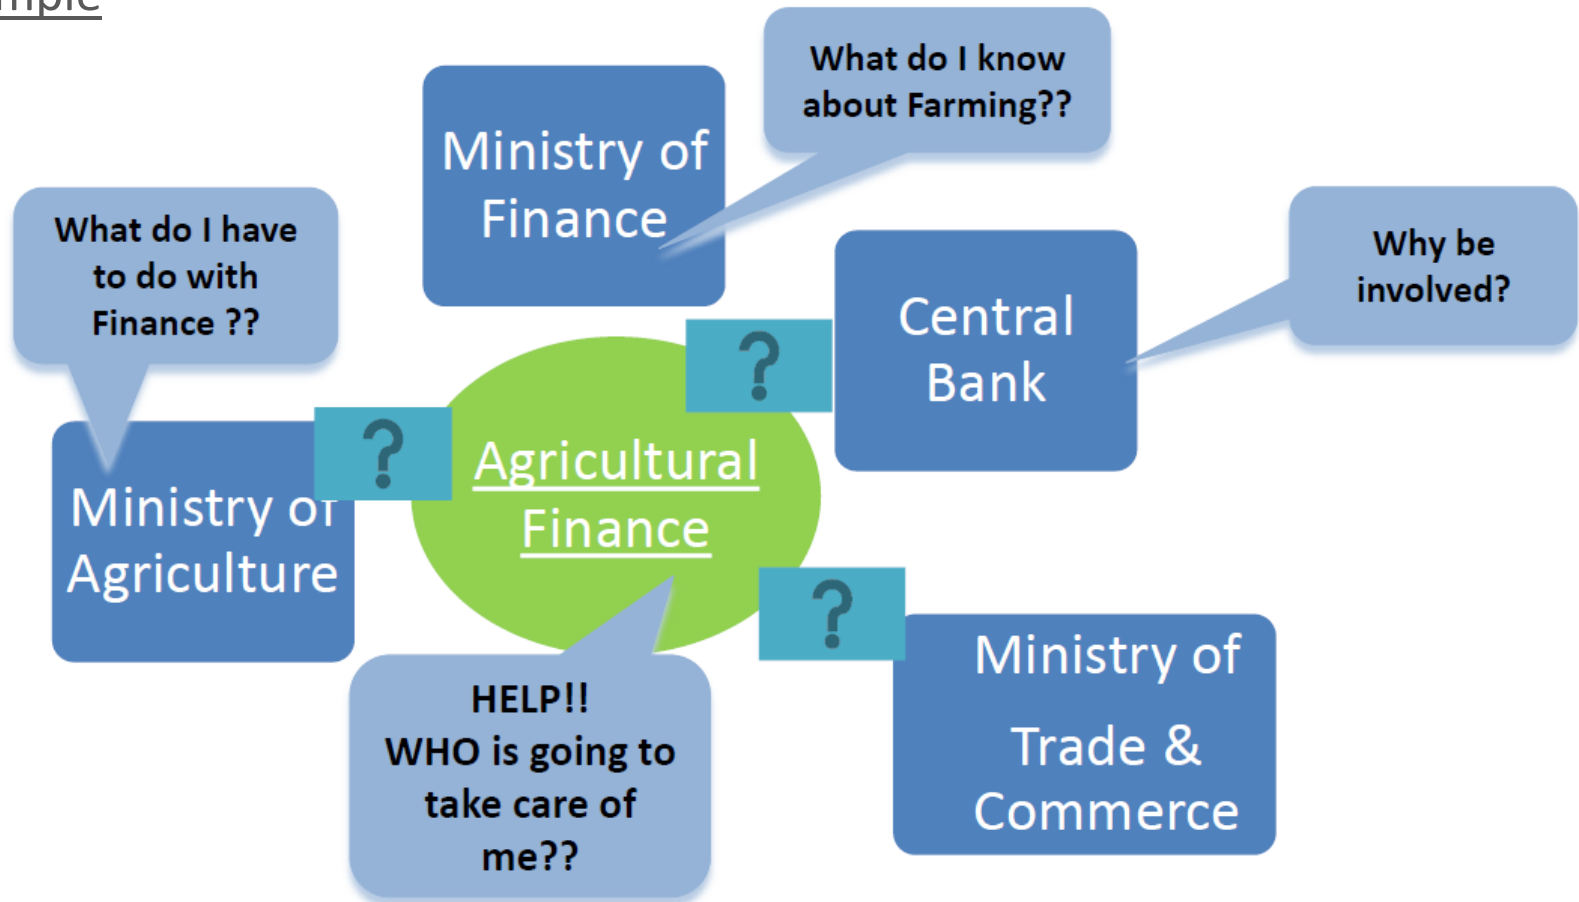 What do I know
about Farming??
Ministry of
Finance
What do I have
to do with
Finance ??
Why be
involved?
Central
Bank
?
?
Agricultural
Finance
Ministry of
Agriculture
?
Ministry of
Trade &
Commerce
HELP!!
WHO is going to
take care of
me??